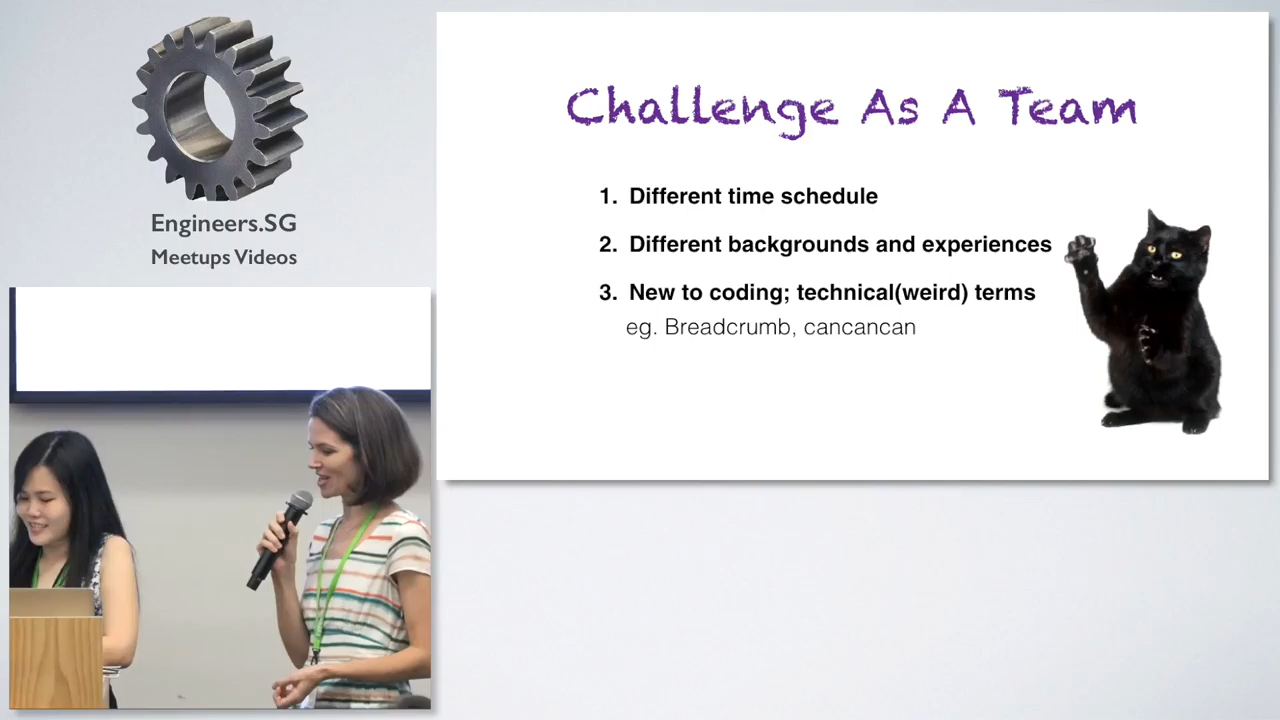 Engineers.SG
Meetups Videos
Challenge As A Team
1. Different time schedule
2. Different backgrounds and experiences
3. New to coding; technical(weird) terms
eg. Breadcrumb, cancancan